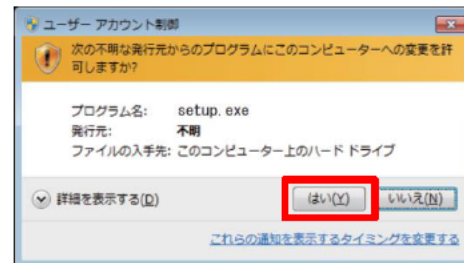 ユーザー アカウント制御
次の不明な発行元からのプログラムにこのコンピューターへの変更を許
可しますか?
プログラム名: setup.exe
発行元: 不明
ファイルの入手先: このコンピューター上のハード ドライブ
詳細を表示する(D) はい(Y) いいえ(N)
これらの通知を表示するタイミングを変更する